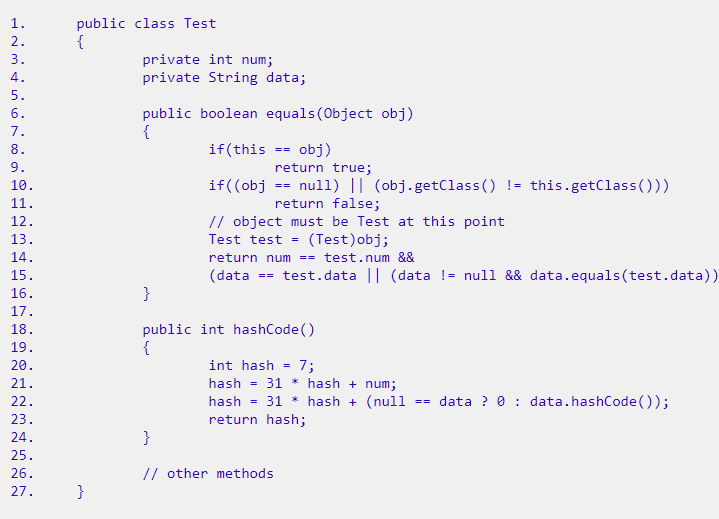 1. public class Test
2. {
3. private int num;
4. private String data;
5.
6. public boolean equals(Object obj)
7. {
8. if(this == obj)
9. return true;
10. if((obj == null) || (obj.getClass() != this.getClass()))
11. return false;
12. // object must be Test at this point
13. Test test = (Test)obj;
14. return num == test.num &&
15. (data == test.data || (data != null && data.equals(test.data))
16. }
17.
18. public int hashCode()
19. {
20. int hash = 7;
21. hash = 31 * hash + num;
22. hash = 31 * hash + (null == data ? 0 : data.hashCode());
23. return hash;
24. }
25.
26. // other methods
27. }